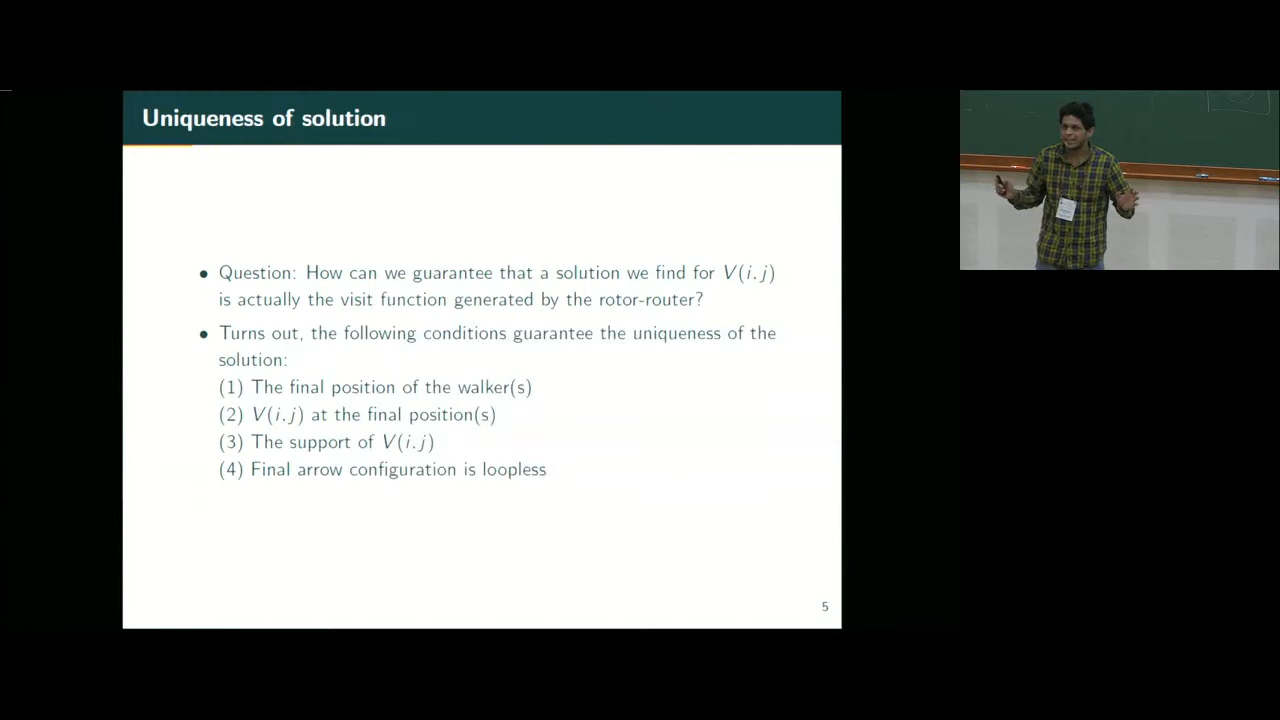 Uniqueness of solution
• Question: How can we guarantee that a solution we find for V(i,j)
is actually the visit function generated by the rotor-router?
• Turns out, the following conditions guarantee the uniqueness of the
solution:
(1) The final position of the walker(s)
(2) V(i,j) at the final position(s)
(3) The support of V(i,j)
(4) Final arrow configuration is loopless
5